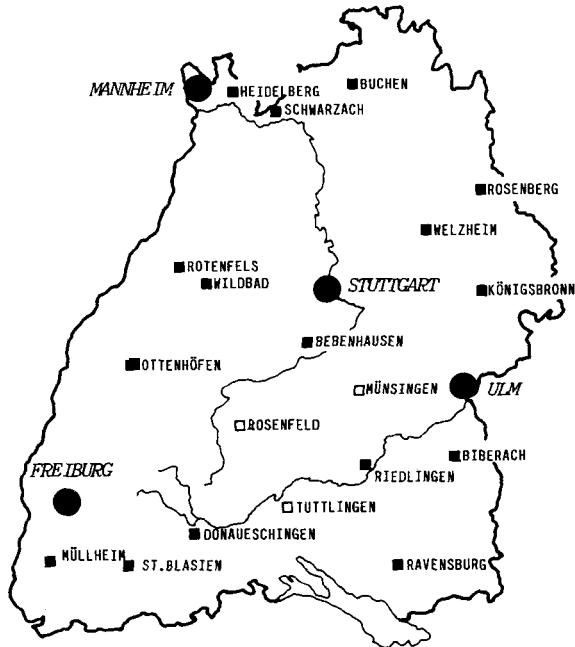 MANNHEIM
HEIDELBERG
BUCHEN
SCHWARZACH
ROSENBERG
WELZHEIM
ROTENFELS
WILDBAD
STUTTGART
KÖNIGSBRONN
BEBENHAUSEN
OTTENHÖFEN
MÜNSINGEN
ULM
ROSENFELD
BIBERACH
FREIBURG
RIEDLINGEN
TUTTLINGEN
DONAUESCHINGEN
MÜLLHEIM
ST.BLASIEN
RAVENSBURG